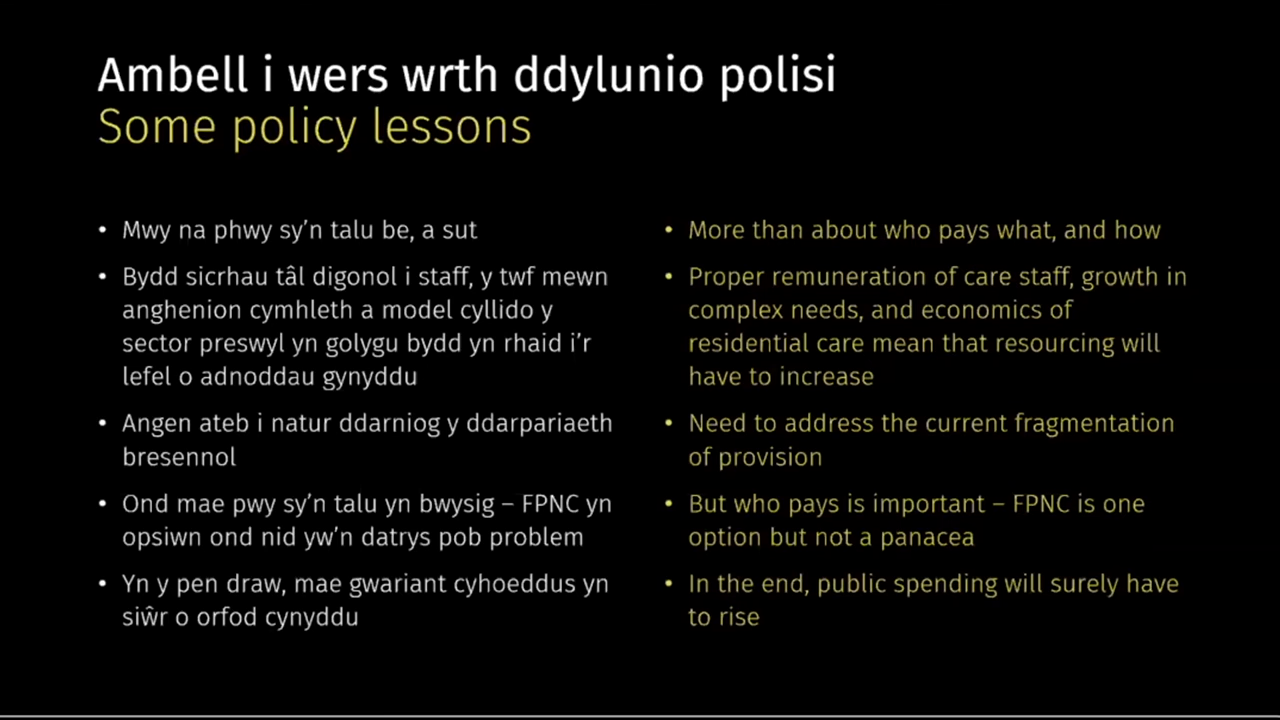 Ambell i wers wrth ddylunio polisi
Some policy lessons
• Mwy na phwy sy’n talu be, a sut
• Bydd sicrhau tâl digonol i staff, y twf mewn
anghenion cymhleth a model cyllido y
sector preswyl yn golygu bydd yn rhaid i’r
lefel o adnoddau gynyddu
• Angen ateb i natur ddarniog y ddarpariaeth
bresennol
• Ond mae pwy sy’n talu yn bwysig – FPNC yn
opsiwn ond nid yw’n datrys pob problem
• Yn y pen draw, mae gwariant cyhoeddus yn
siŵr o orfod cynyddu
• More than about who pays what, and how
• Proper remuneration of care staff, growth in
complex needs, and economics of
residential care mean that resourcing will
have to increase
• Need to address the current fragmentation
of provision
• But who pays is important – FPNC is one
option but not a panacea
• In the end, public spending will surely have
to rise